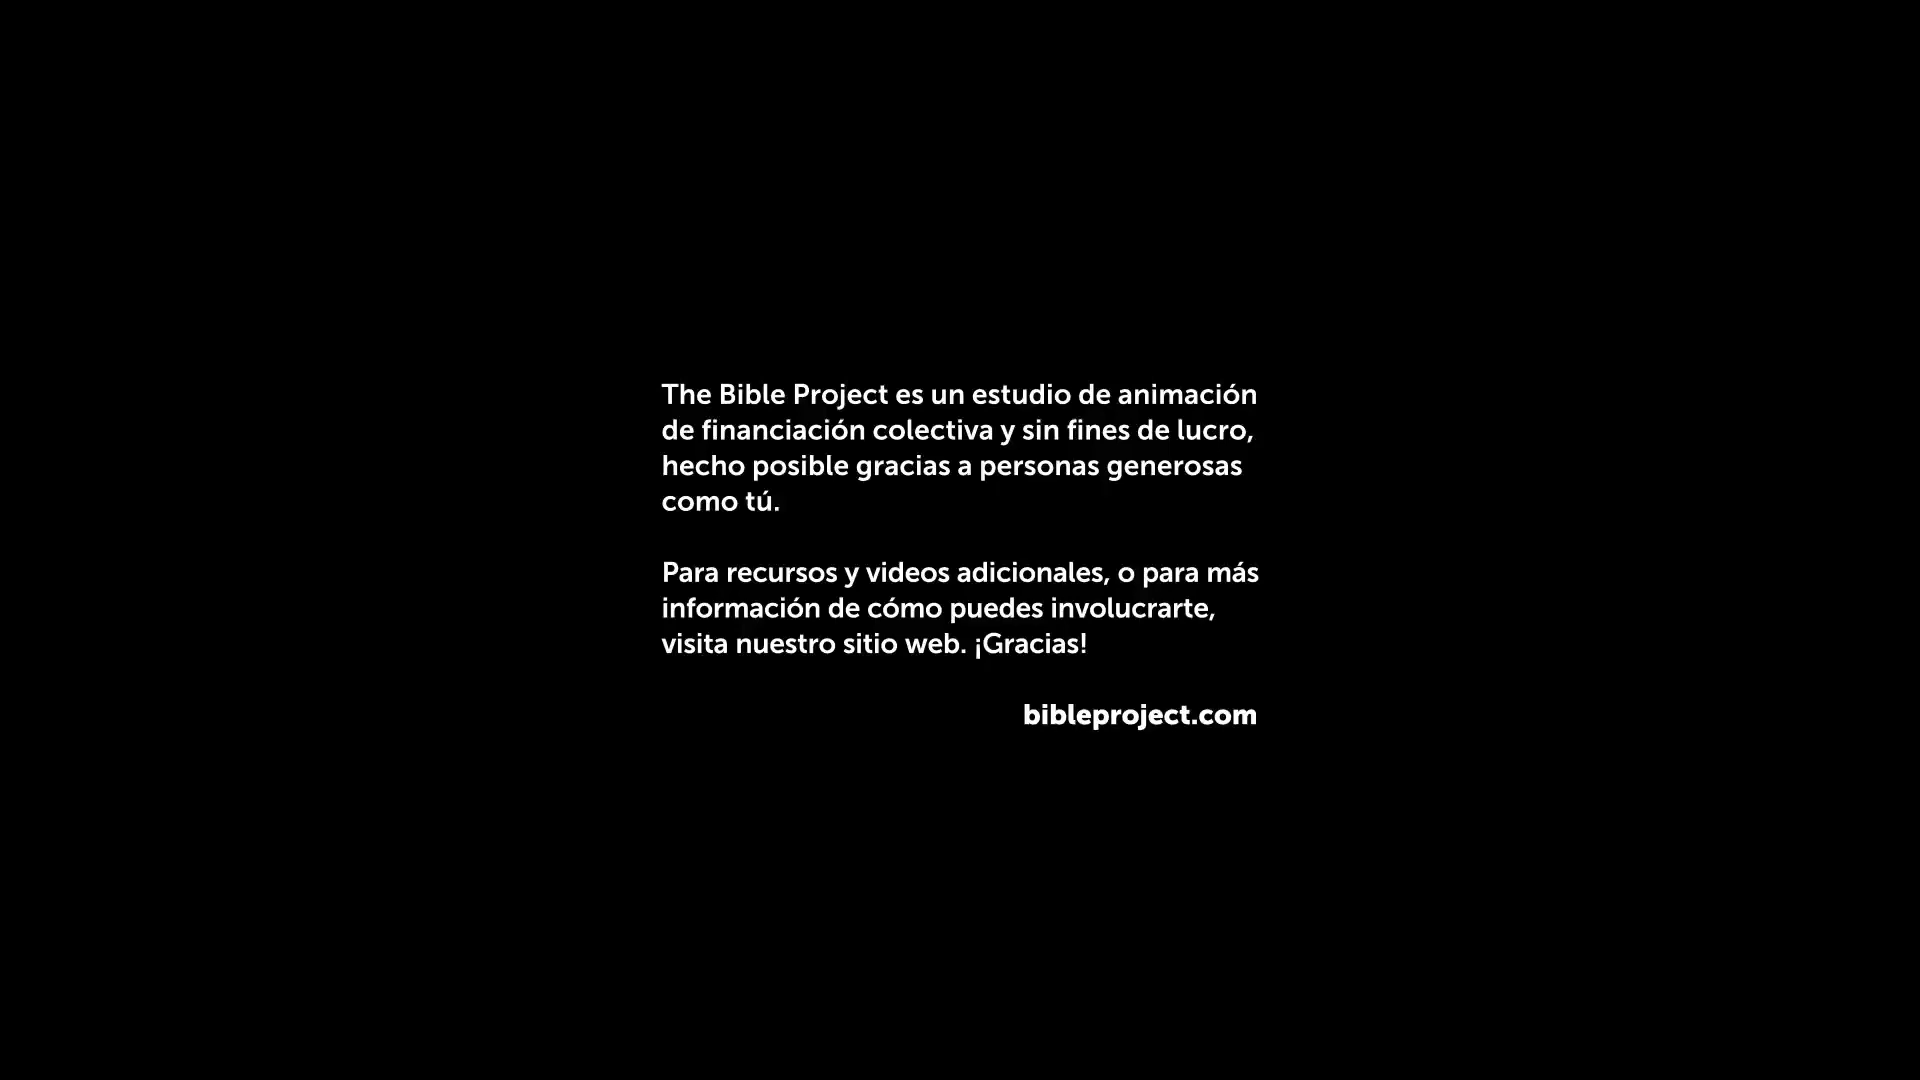 The Bible Project es un estudio de animación
de financiación colectiva y sin fines de lucro,
hecho posible gracias a personas generosas
como tú.
Para recursos y videos adicionales, o para más
información de cómo puedes involucrarte,
visita nuestro sitio web. ¡Gracias!
bibleproject.com